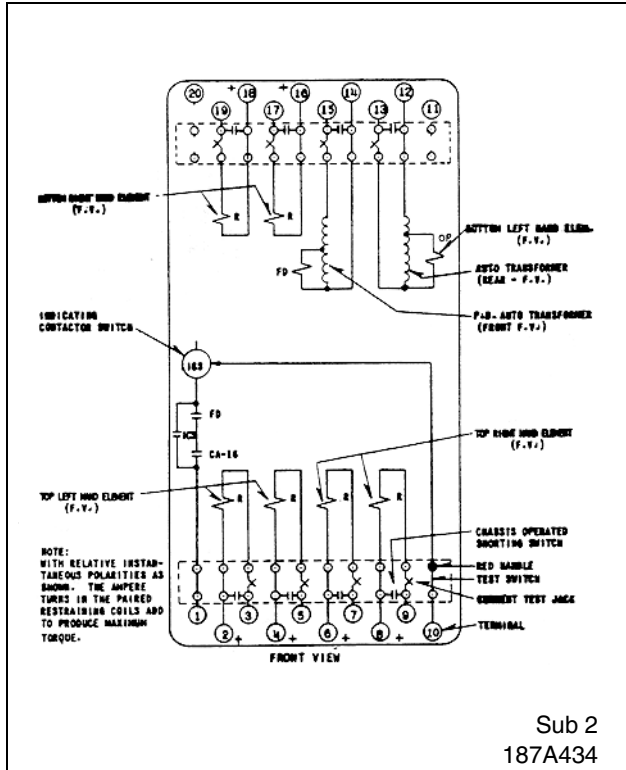 20 19 + 18 17 + 16 15 14 13 12 11
BOTTOM RIGHT HAND ELEMENT
(F.V.)
R
R
FD
OP
BOTTOM LEFT HAND ELEM.
(F.V.)
AUTO TRANSFORMER
(REAR - F.V.)
AUTO TRANSFORMER
(FRONT F.V.)
INDICATING
CONTACTOR SWITCH
FD
ICS
CA-16
TOP LEFT HAND ELEMENT
(F.V.)
R
R
R
R
TOP RIGHT HAND ELEMENT
(F.V.)
CHASSIS OPERATED
SHORTING SWITCH
RED HANDLE
TEST SWITCH
CURRENT TEST JACK
TERMINAL
NOTE:
WITH RELATIVE INSTAN-
TANEOUS POLARITIES AS
SHOWN. THE AMPERE
TURNS IN THE PAIRED
RESTRAINING COILS ADD
TO PRODUCE MAXIMUM
TORQUE.
1 2 + 3 4 + 5 6 + 7 8 + 9 10
FRONT VIEW
Sub 2
187A434